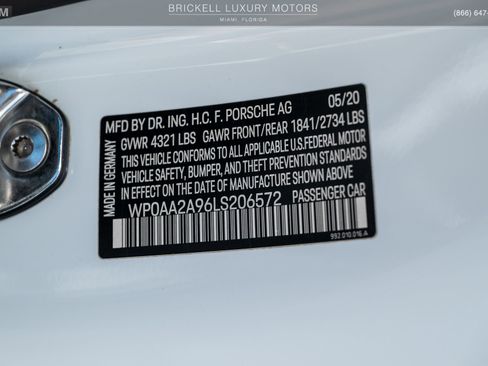 BRICKELL LUXURY MOTORS
MIAMI, FLORIDA
(866) 647-
MFD BY DR. ING. H.C. F. PORSCHE AG 05/20
GVWR 4321 LBS GAWR FRONT/REAR 1841/2734 LBS
THIS VEHICLE CONFORMS TO ALL APPLICABLE U.S.FEDERAL MOTOR
VEHICLE SAFETY, BUMPER, AND THEFT PREVENTION STANDARDS
IN EFFECT ON THE DATE OF MANUFACTURE SHOWN ABOVE.
WP0AA2A96LS206572 PASSENGER CAR
MADE IN GERMANY
992.010.016.A